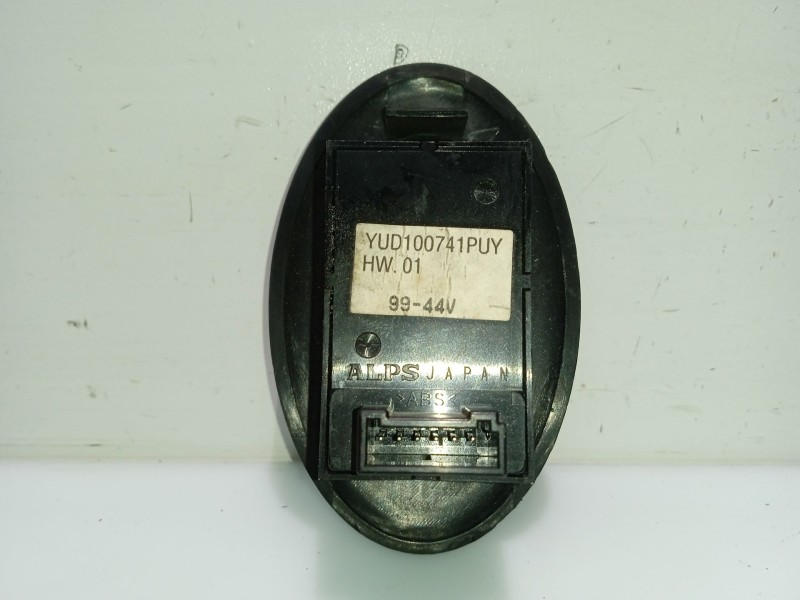 YUD100741PUY
HW. 01
99-44V
ALPS JAPAN
>ABS<